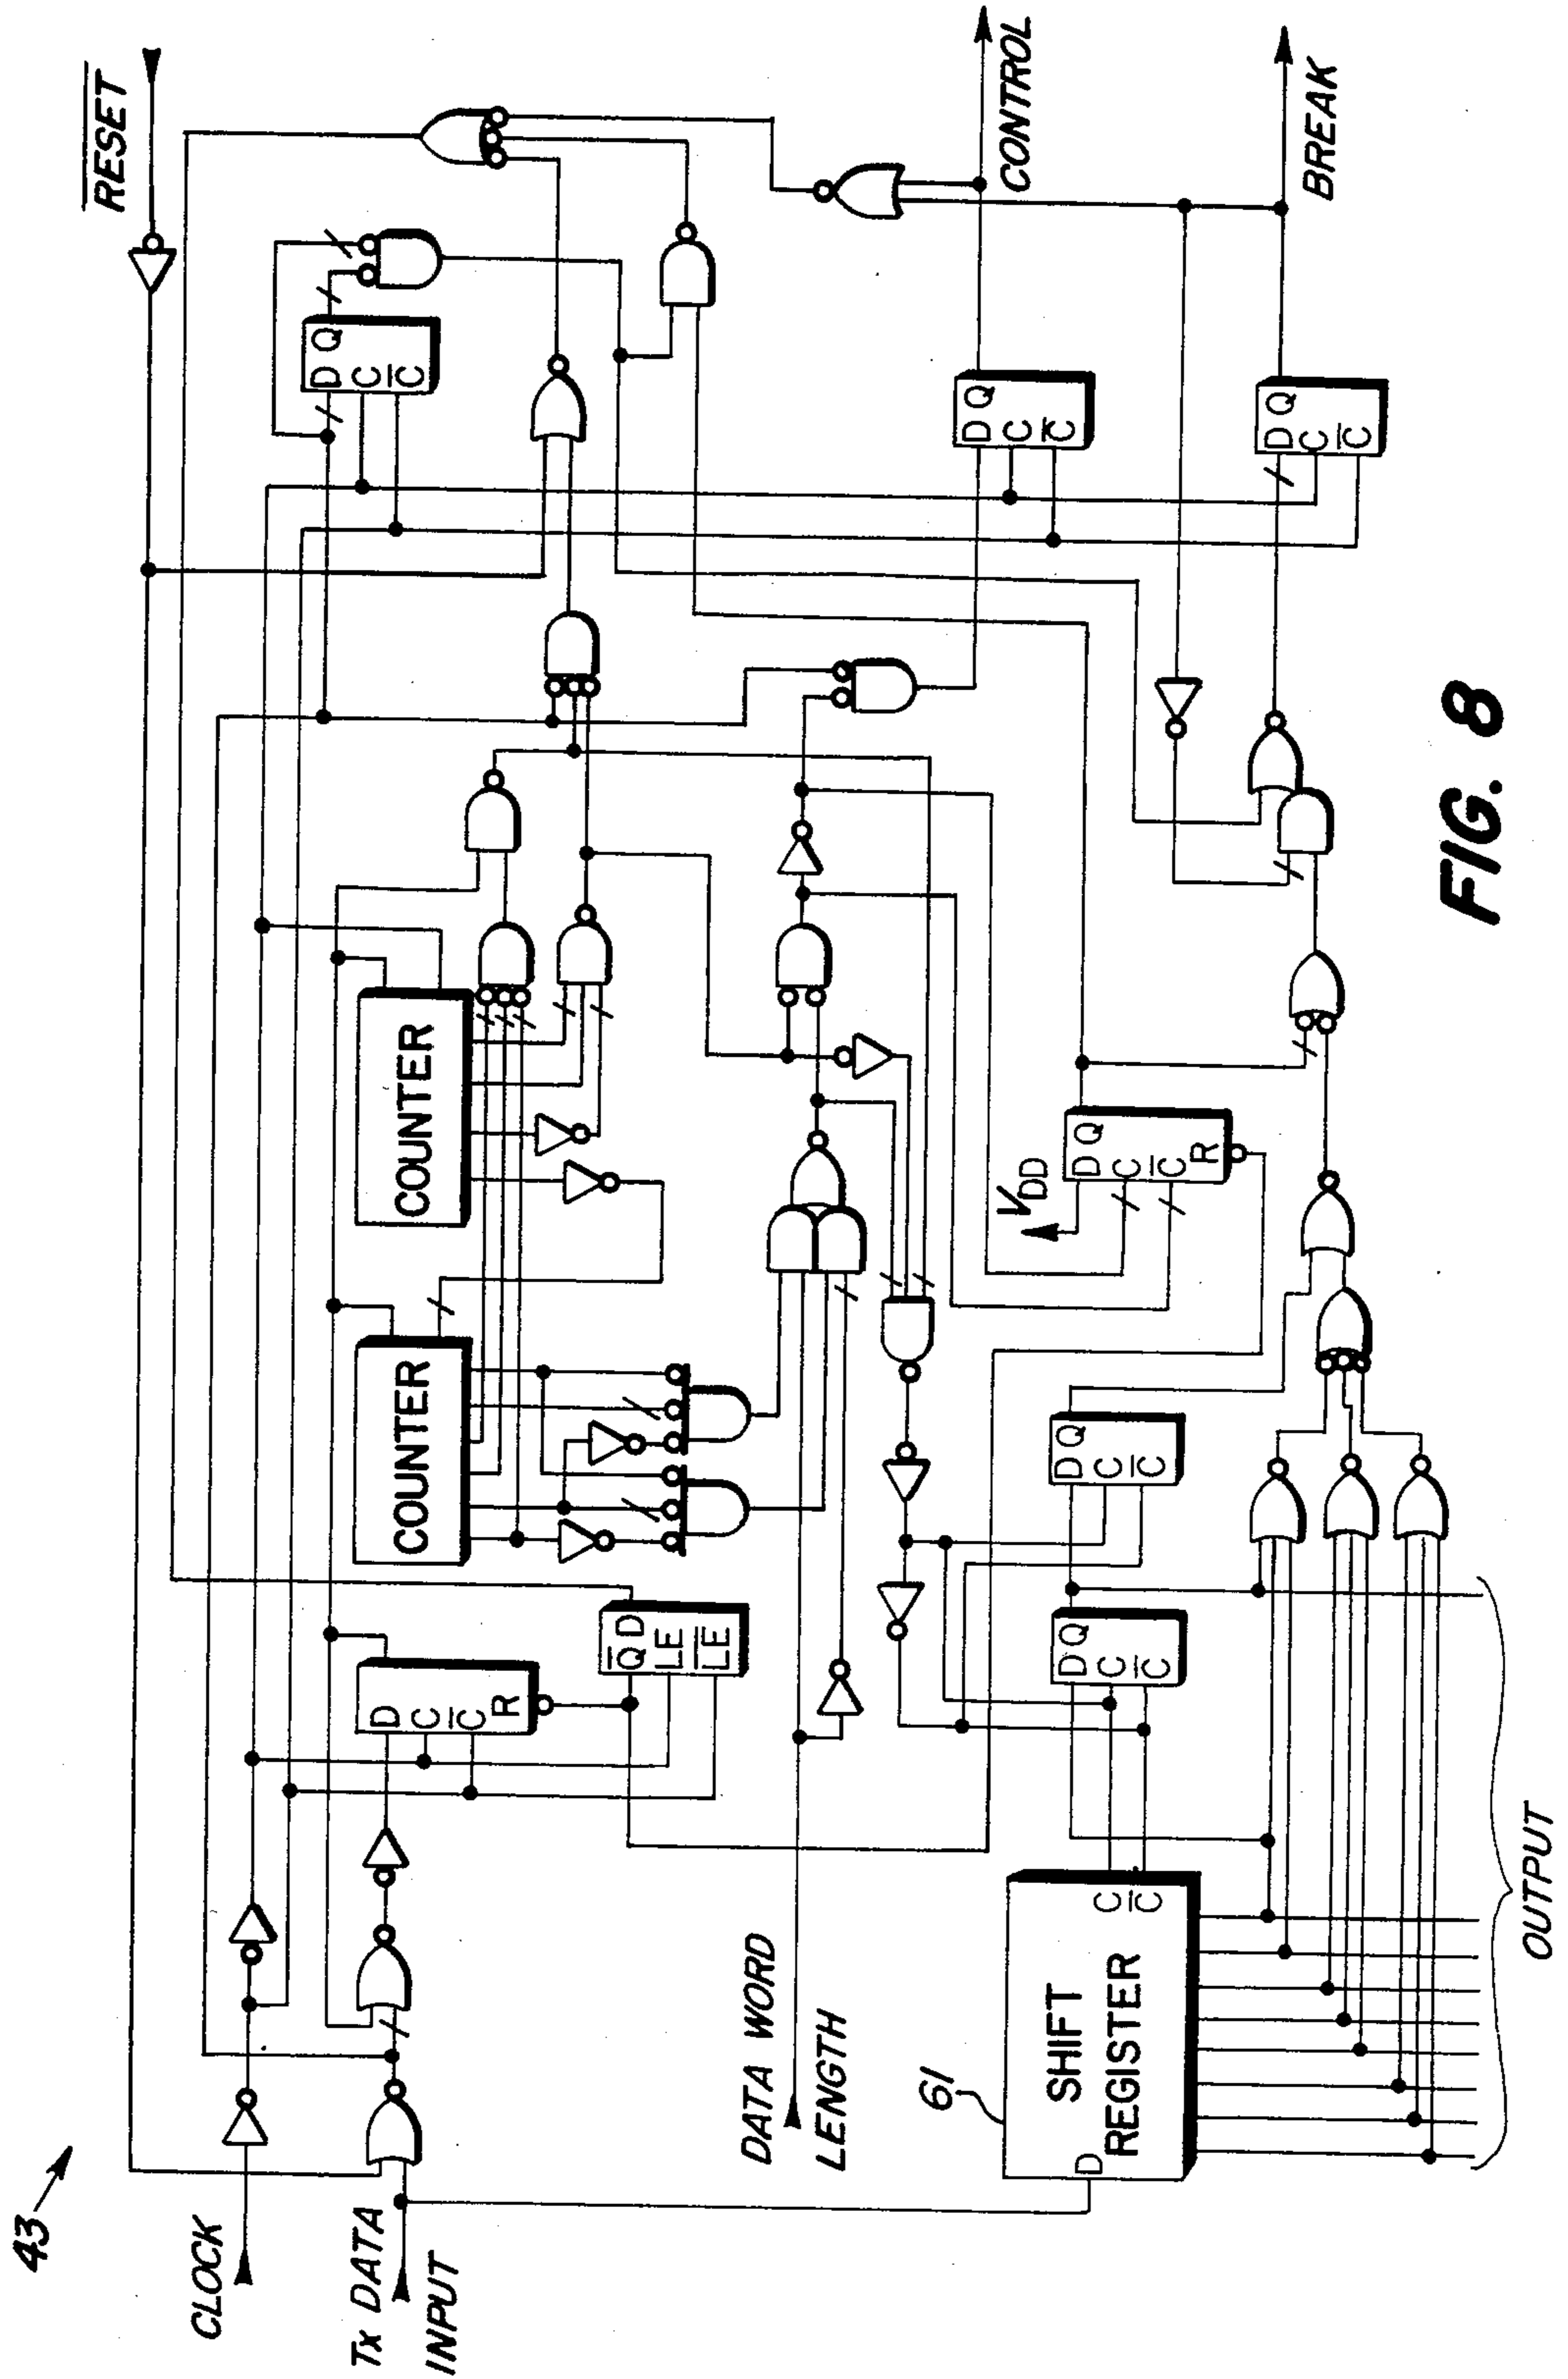 43
CLOCK
Tx DATA
INPUT
RESET
D
C
C
R
Q D
LE
LE
COUNTER
COUNTER
D Q
C
C
DATA WORD
LENGTH
61
SHIFT
REGISTER
D
C
C
D Q
C
C
D Q
C
C
VDD
D Q
C
C
R
D Q
C
C
D Q
C
C
CONTROL
BREAK
OUTPUT
FIG. 8